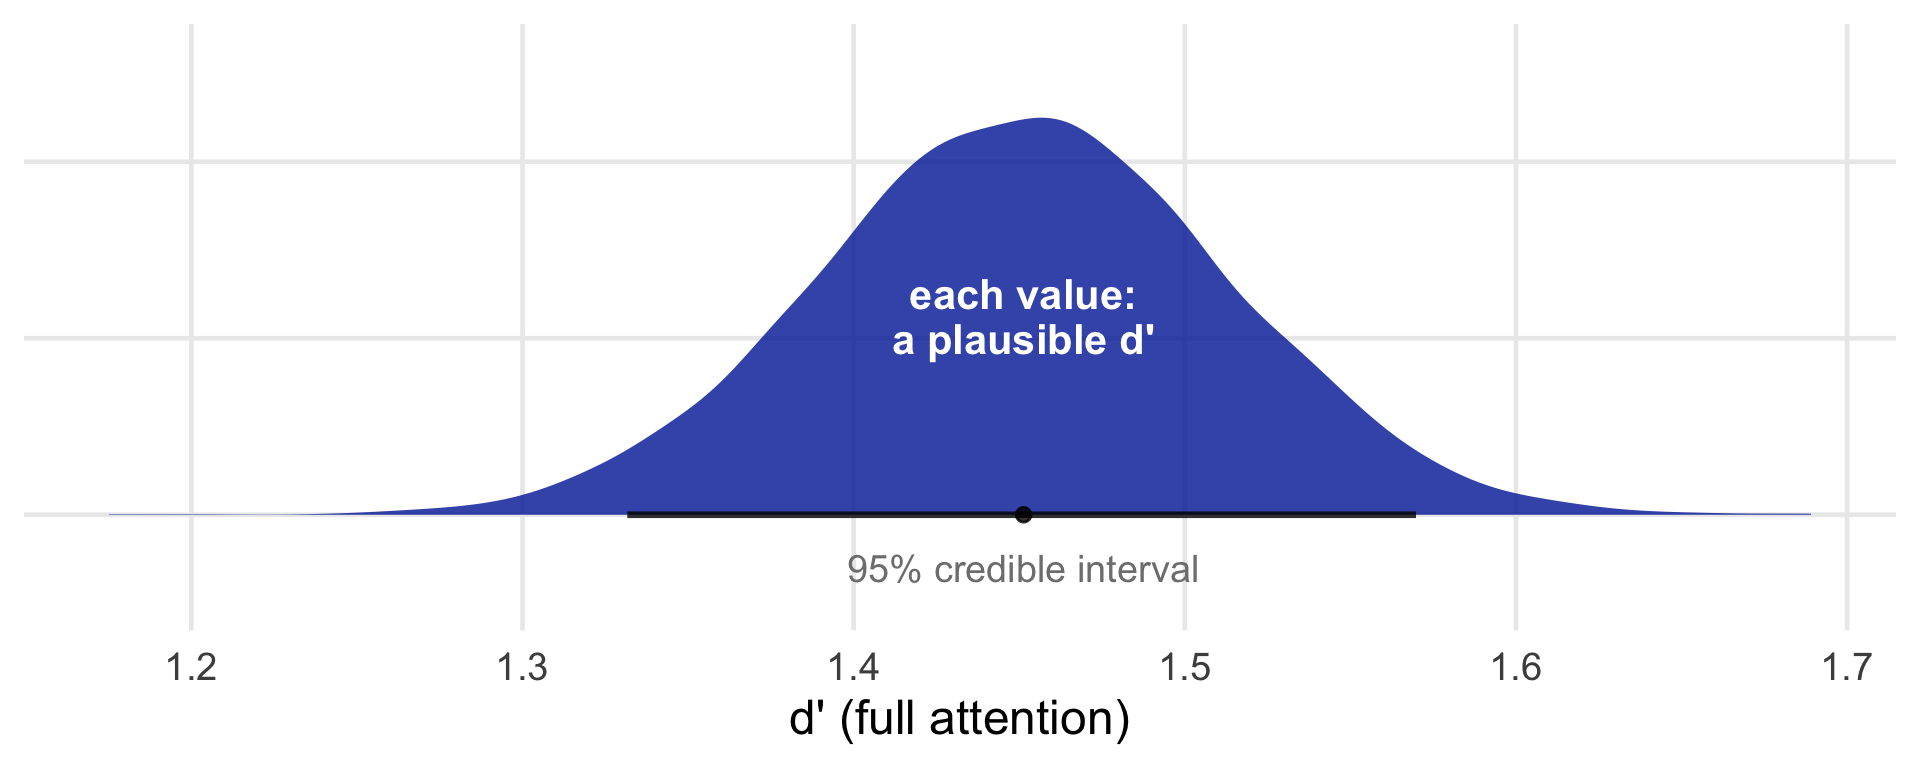 each value:
a plausible d'
95% credible interval
1.2 1.3 1.4 1.5 1.6 1.7
d' (full attention)